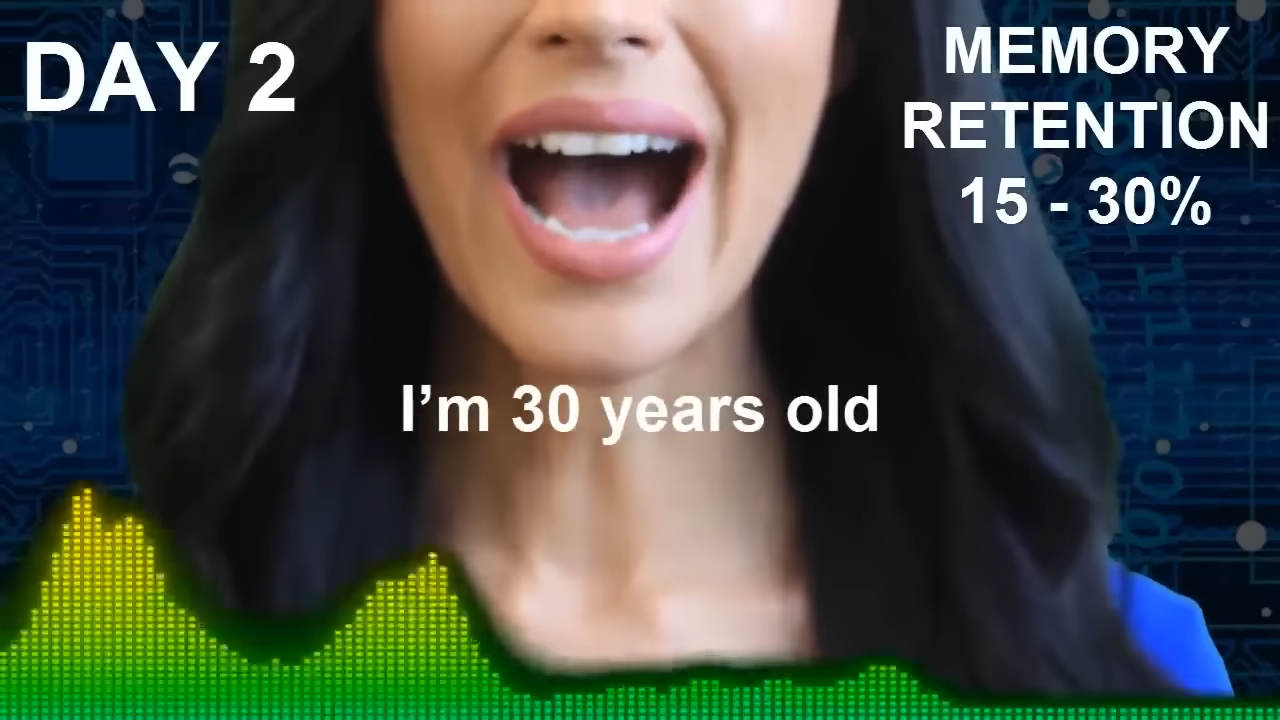 DAY 2
MEMORY
RETENTION
15 - 30%
I’m 30 years old